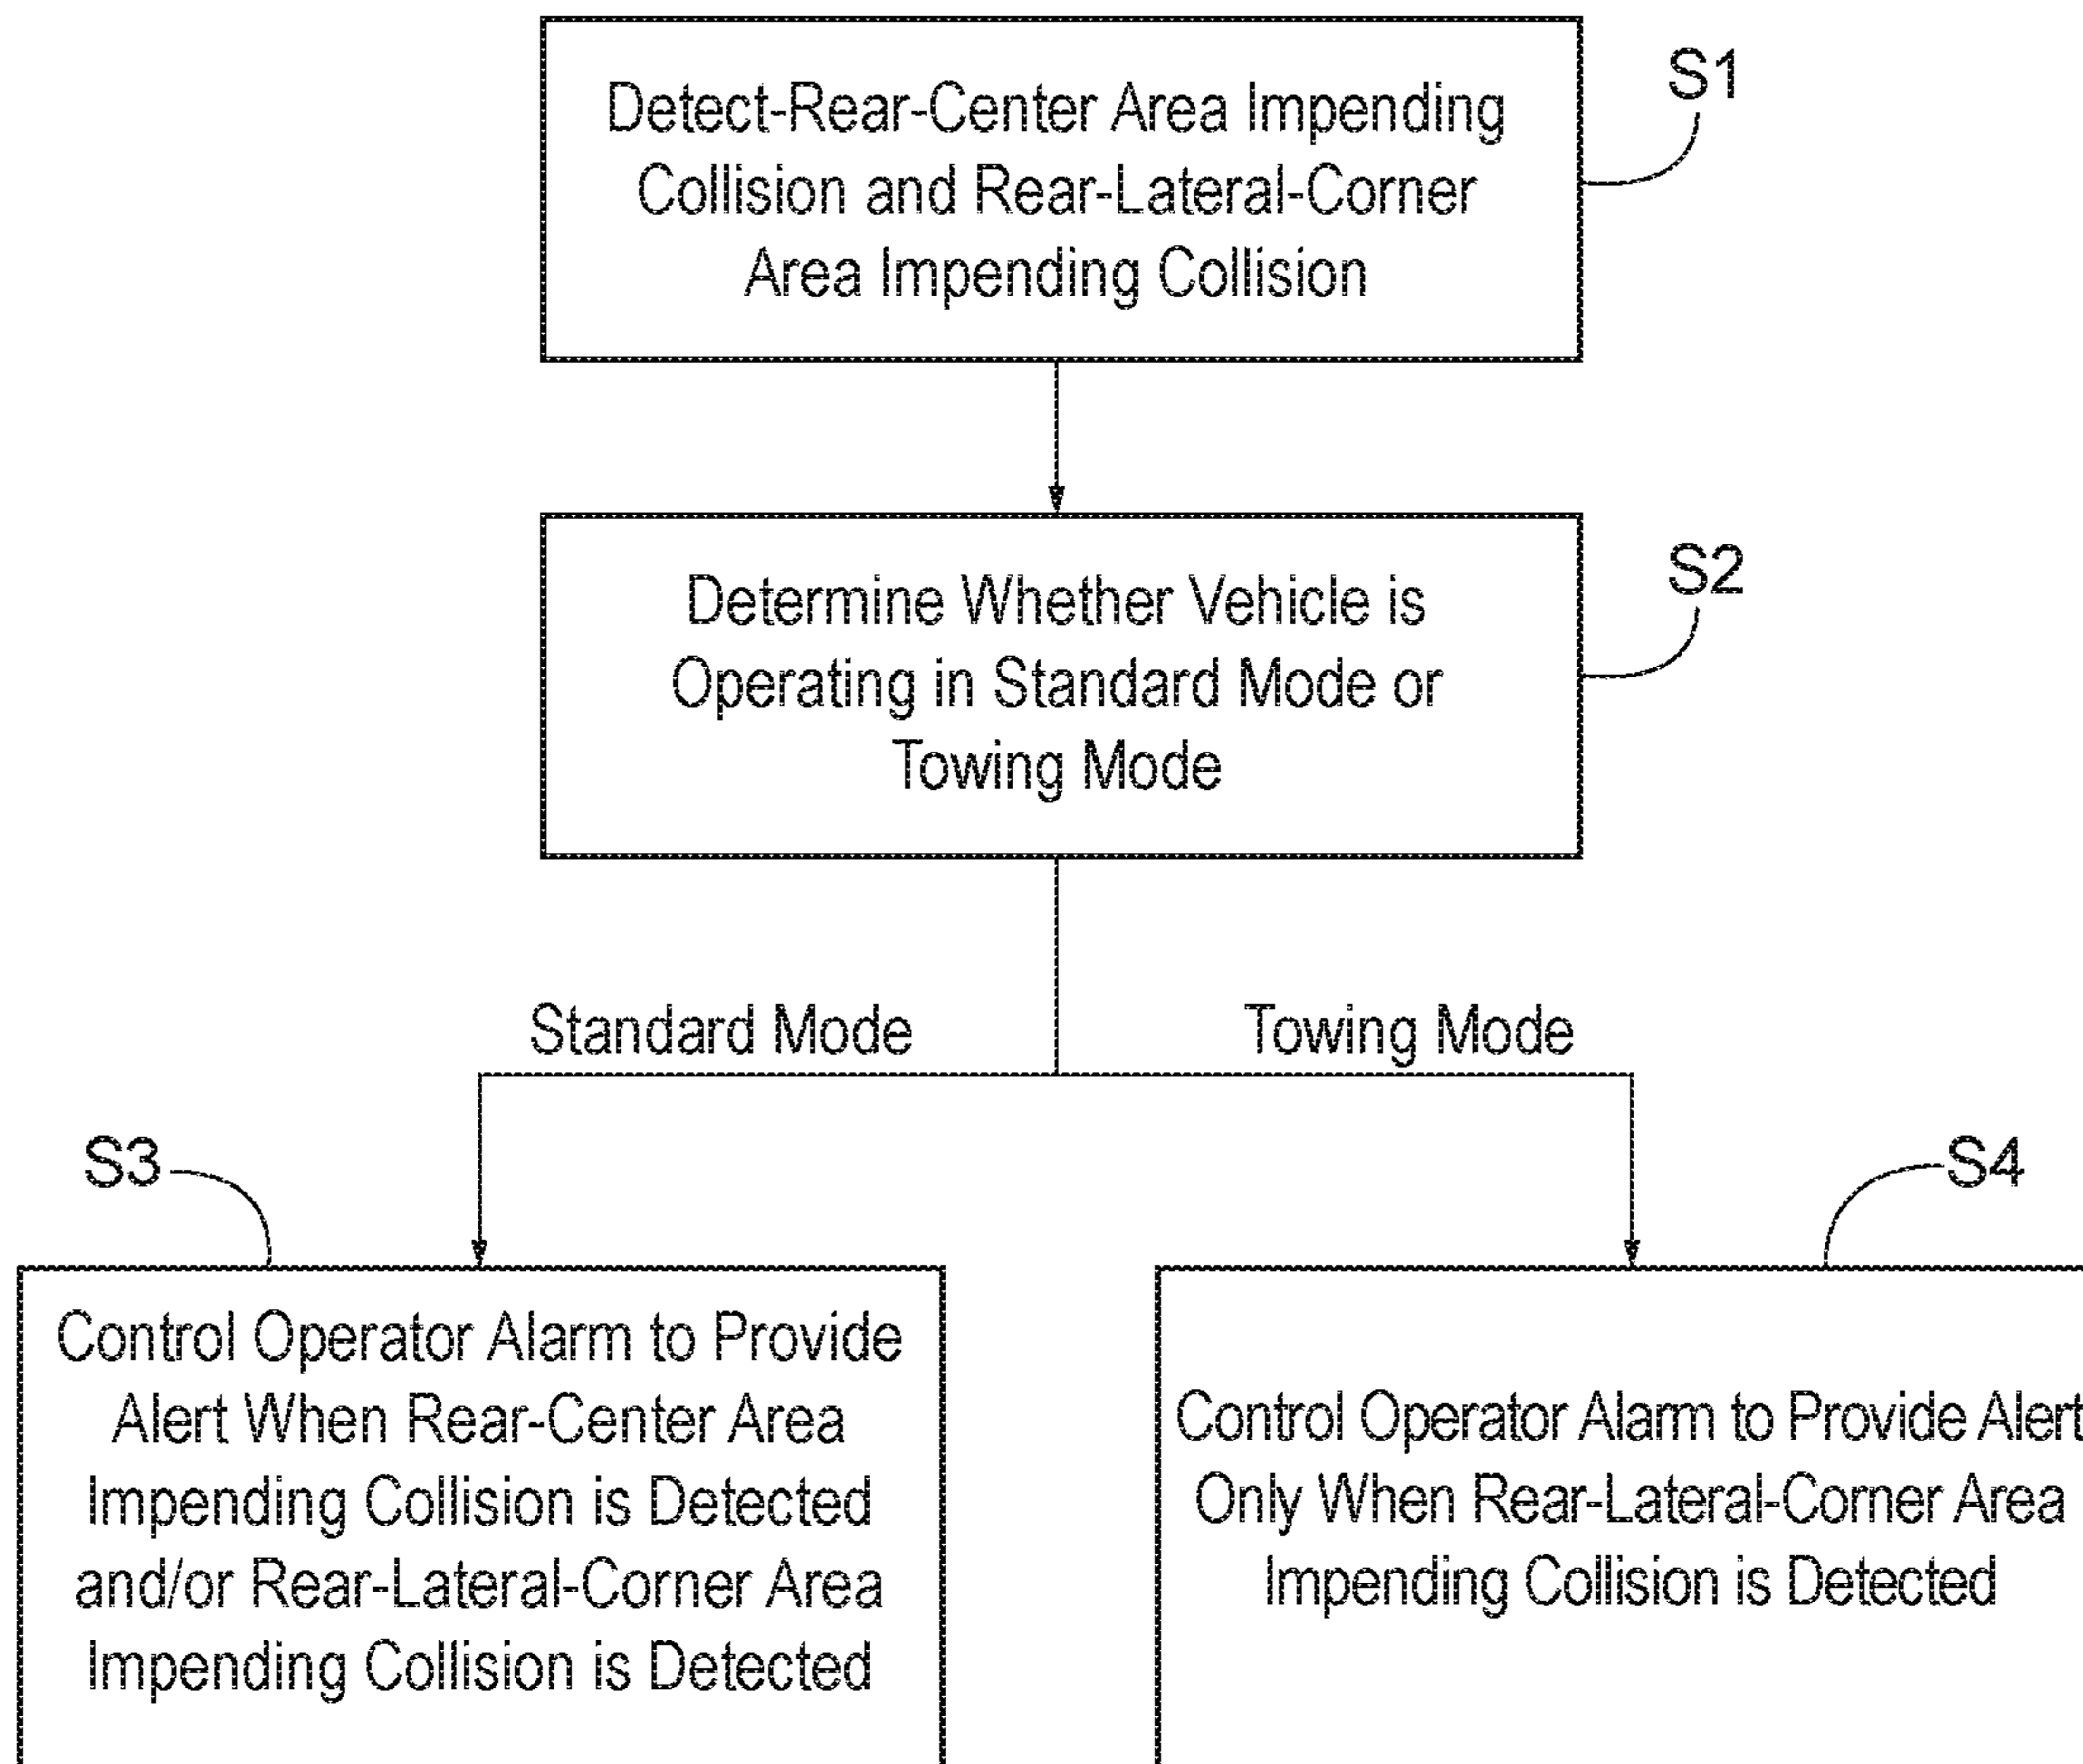 Detect-Rear-Center Area Impending
Collision and Rear-Lateral-Corner
Area Impending Collision
S1
Determine Whether Vehicle is
Operating in Standard Mode or
Towing Mode
S2
Standard Mode
Towing Mode
S3
S4
Control Operator Alarm to Provide
Alert When Rear-Center Area
Impending Collision is Detected
and/or Rear-Lateral-Corner Area
Impending Collision is Detected
Control Operator Alarm to Provide Alert
Only When Rear-Lateral-Corner Area
Impending Collision is Detected